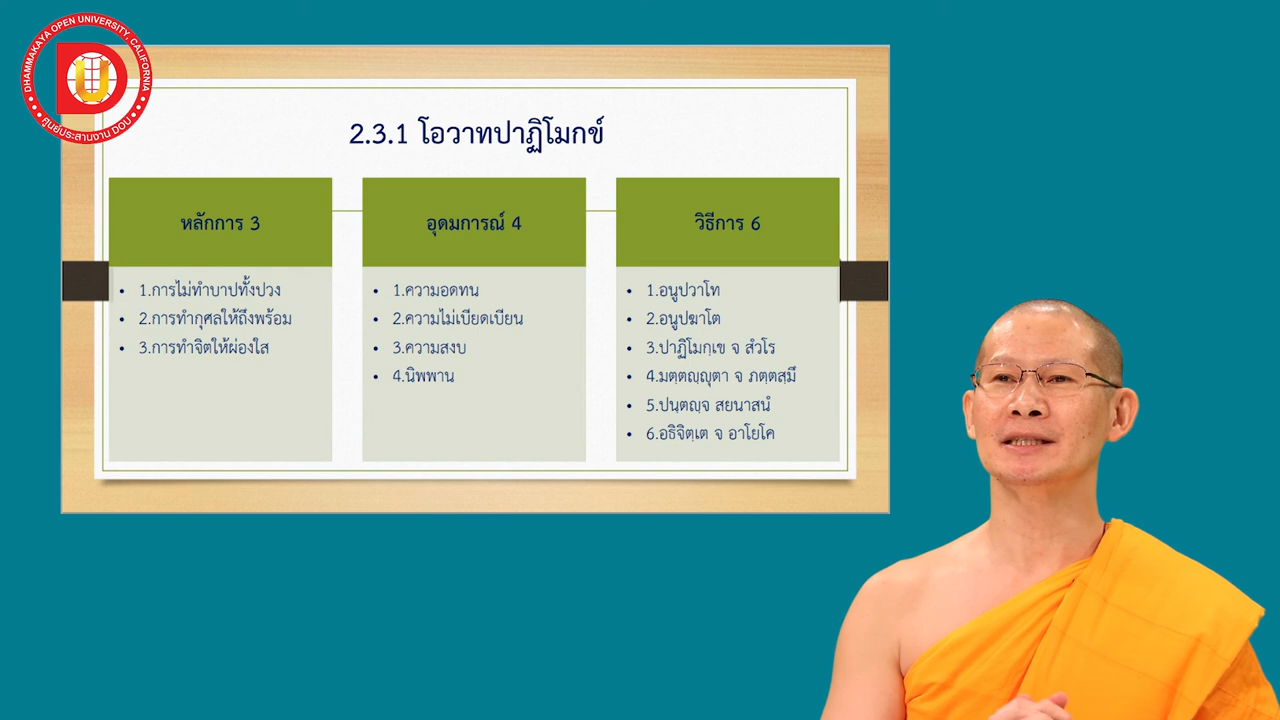 DHAMMAKAYA OPEN UNIVERSITY, CALIFORNIA
DOU
ศูนย์ประสานงาน DOU
2.3.1 โอวาทปาฏิโมกข์
หลักการ 3
1.การไม่ทำบาปทั้งปวง
2.การทำกุศลให้ถึงพร้อม
3.การทำจิตให้ผ่องใส
อุดมการณ์ 4
1.ความอดทน
2.ความไม่เบียดเบียน
3.ความสงบ
4.นิพพาน
วิธีการ 6
1.อนูปวาโท
2.อนูปฆาโต
3.ปาฏิโมกฺเข จ สํวโร
4.มตฺตญฺญุตา จ ภตฺตสฺมึ
5.ปนฺตญฺจ สยนาสนํ
6.อธิจิตฺเต จ อาโยโค